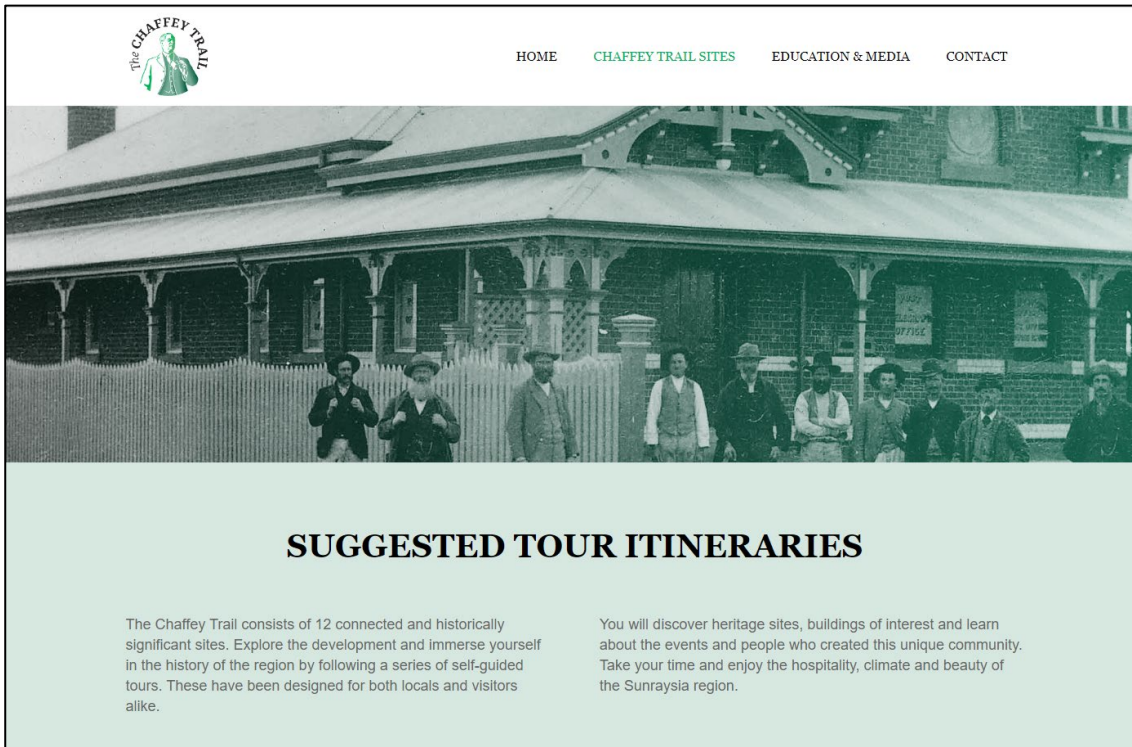 The CHAFFEY TRAIL
HOME CHAFFEY TRAIL SITES EDUCATION & MEDIA CONTACT
OFFICE
OFFICE
SUGGESTED TOUR ITINERARIES
The Chaffey Trail consists of 12 connected and historically
significant sites. Explore the development and immerse yourself
in the history of the region by following a series of self-guided
tours. These have been designed for both locals and visitors
alike.
You will discover heritage sites, buildings of interest and learn
about the events and people who created this unique community.
Take your time and enjoy the hospitality, climate and beauty of
the Sunraysia region.